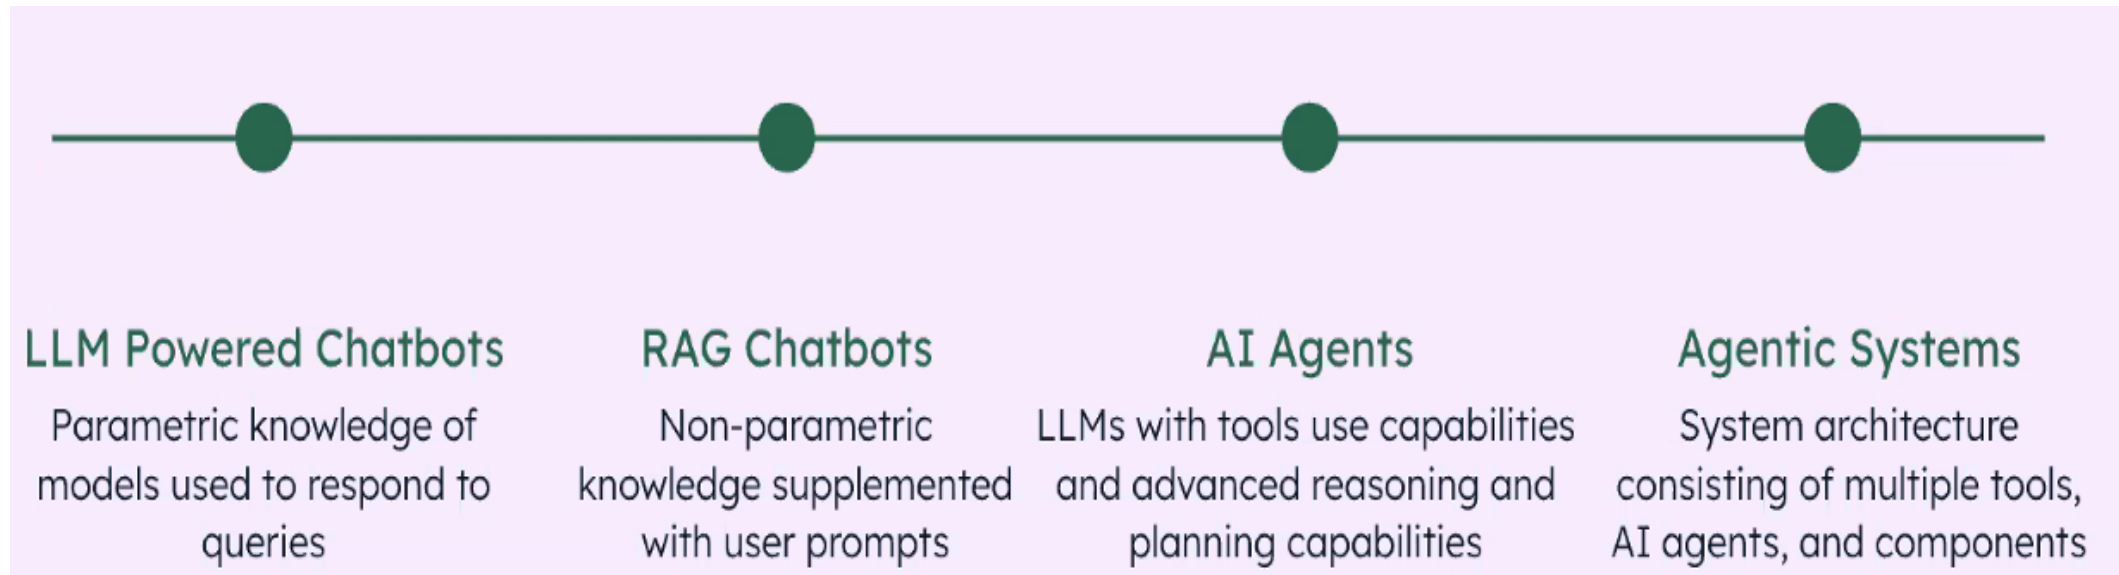 LLM Powered Chatbots
Parametric knowledge of
models used to respond to
queries
RAG Chatbots
Non-parametric
knowledge supplemented
with user prompts
AI Agents
LLMs with tools use capabilities
and advanced reasoning and
planning capabilities
Agentic Systems
System architecture
consisting of multiple tools,
AI agents, and components